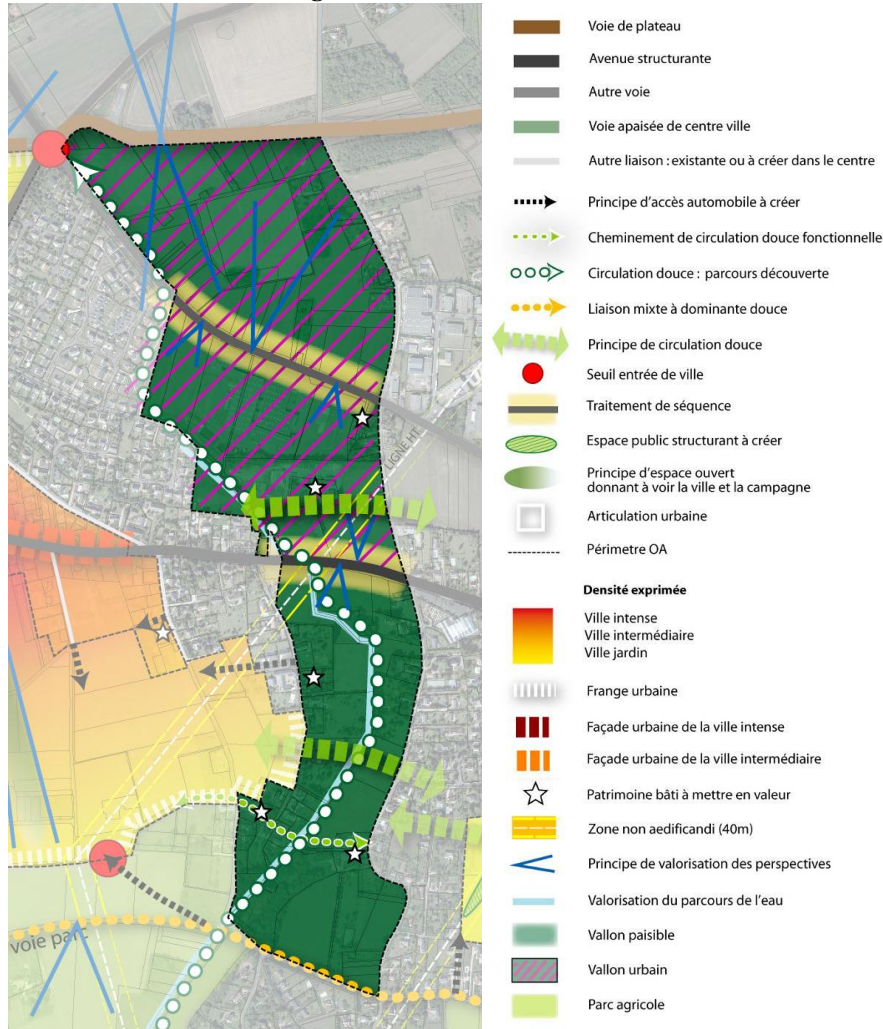 LIGNE HT
voie parc
Voie de plateau
Avenue structurante
Autre voie
Voie apaisée de centre ville
Autre liaison : existante ou à créer dans le centre
Principe d'accès automobile à créer
Cheminement de circulation douce fonctionnelle
Circulation douce : parcours découverte
Liaison mixte à dominante douce
Principe de circulation douce
Seuil entrée de ville
Traitement de séquence
Espace public structurant à créer
Principe d'espace ouvert
donnant à voir la ville et la campagne
Articulation urbaine
Périmetre OA
Densité exprimée
Ville intense
Ville intermédiaire
Ville jardin
Frange urbaine
Façade urbaine de la ville intense
Façade urbaine de la ville intermédiaire
Patrimoine bâti à mettre en valeur
Zone non aedificandi (40m)
Principe de valorisation des perspectives
Valorisation du parcours de l'eau
Vallon paisible
Vallon urbain
Parc agricole